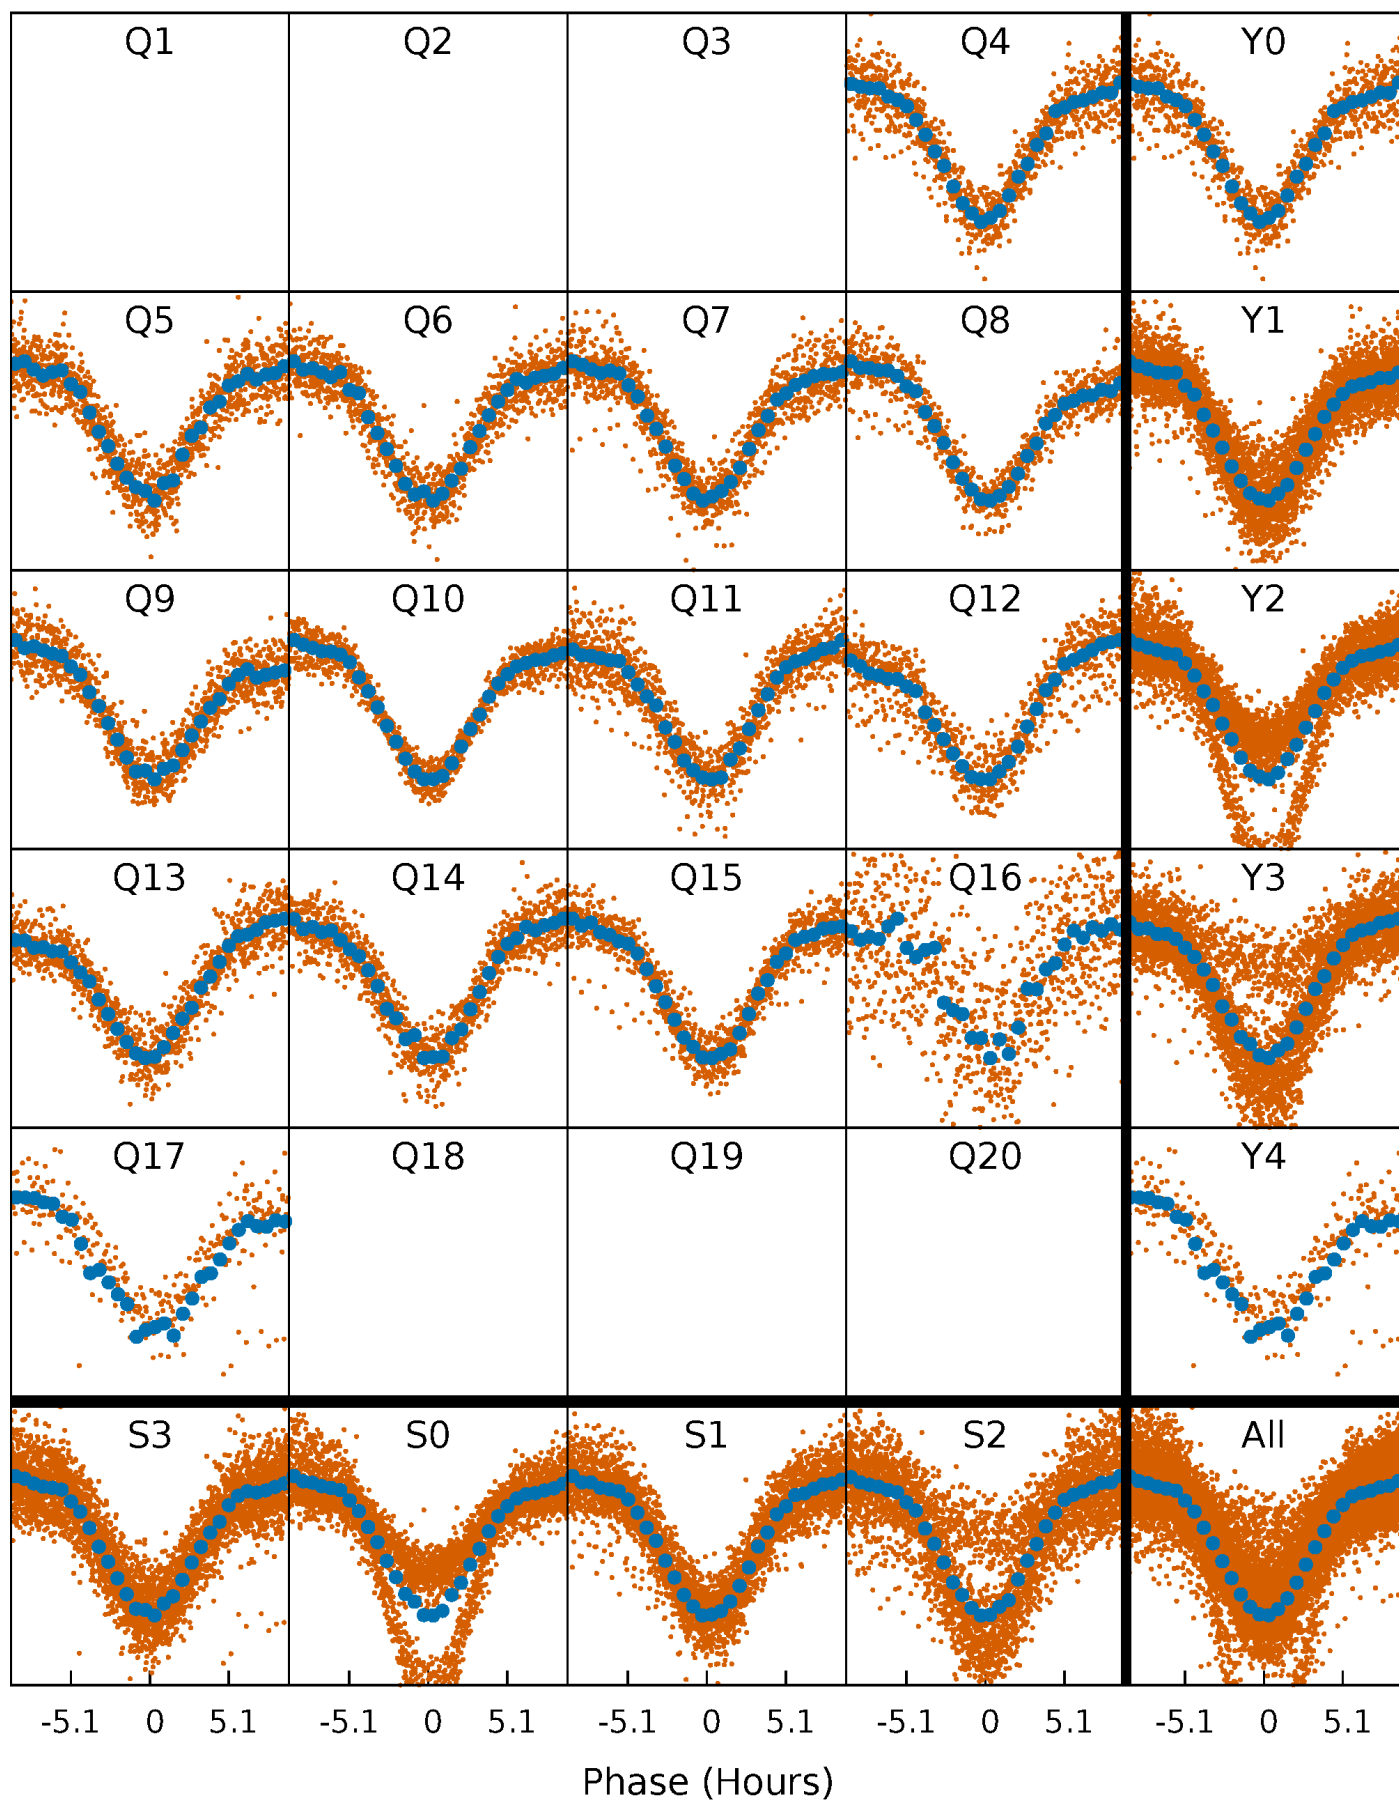 Q1 Q2 Q3 Q4 Y0
Q5 Q6 Q7 Q8 Y1
Q9 Q10 Q11 Q12 Y2
Q13 Q14 Q15 Q16 Y3
Q17 Q18 Q19 Q20 Y4
S3 S0 S1 S2 All
-5.1 0 5.1 -5.1 0 5.1 -5.1 0 5.1 -5.1 0 5.1 -5.1 0 5.1
Phase (Hours)